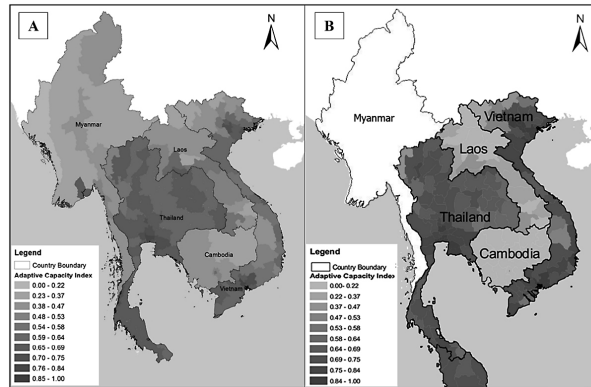 A
N
Myanmar
Laos
Thailand
Cambodia
Vietnam
Legend
Country Boundary
Adaptive Capacity Index
0.00 - 0.22
0.23 - 0.37
0.38 - 0.47
0.48 - 0.53
0.54 - 0.58
0.59 - 0.64
0.65 - 0.69
0.70 - 0.75
0.76 - 0.84
0.85 - 1.00
B
N
Vietnam
Myanmar
Laos
Thailand
Cambodia
Legend
Country Boundary
Adaptive Capacity Index
0.00 - 0.22
0.22 - 0.37
0.37 - 0.47
0.47 - 0.53
0.53 - 0.58
0.58 - 0.64
0.64 - 0.69
0.69 - 0.75
0.75 - 0.84
0.84 - 1.00